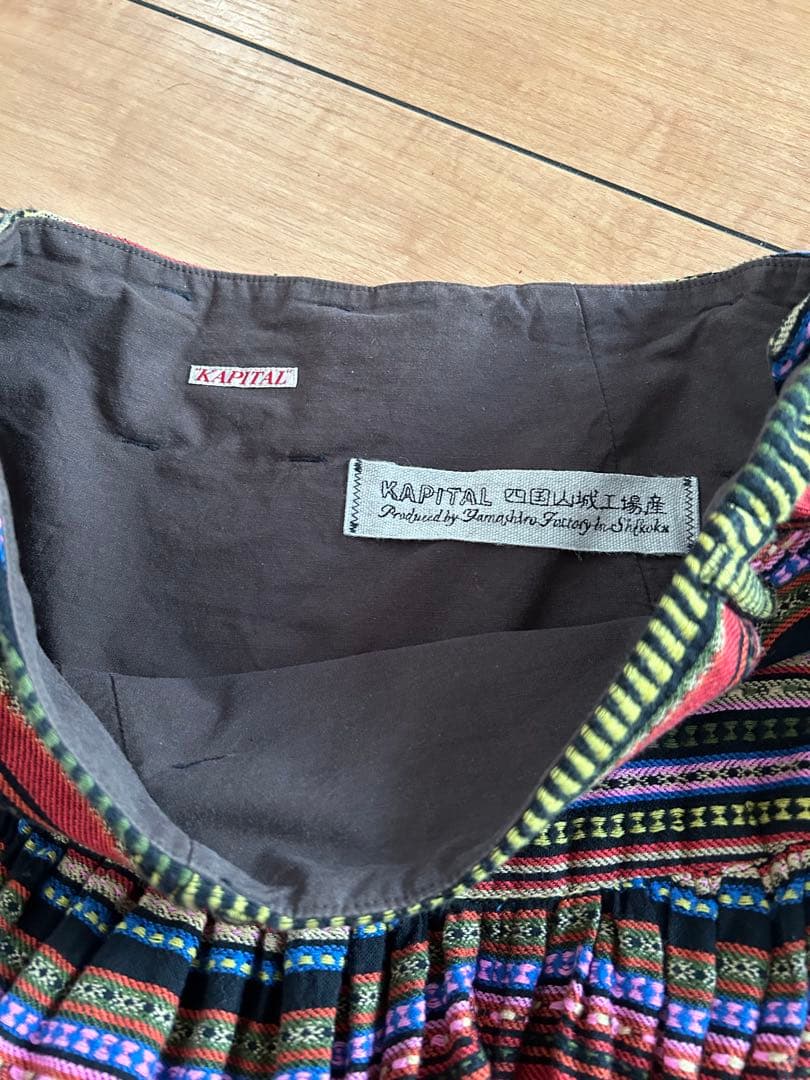 "KAPITAL"
KAPITAL 四国山城工場産
Produced by Yamashiro Factory In Shikoku